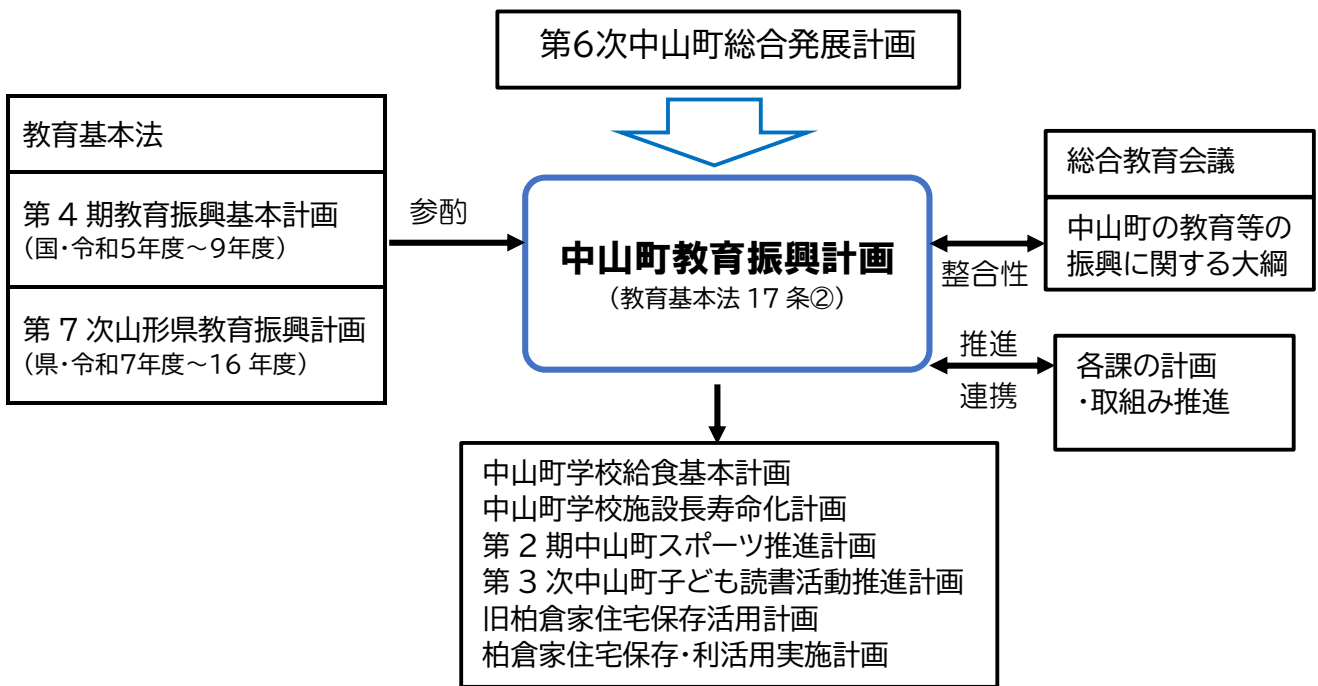 第6次中山町総合発展計画
教育基本法
第4期教育振興基本計画
(国・令和5年度～9年度)
第7次山形県教育振興計画
(県・令和7年度～16年度)
参酌
中山町教育振興計画
(教育基本法17条②)
整合性
総合教育会議
中山町の教育等の
振興に関する大綱
推進
連携
各課の計画
・取組み推進
中山町学校給食基本計画
中山町学校施設長寿命化計画
第2期中山町スポーツ推進計画
第3次中山町子ども読書活動推進計画
旧柏倉家住宅保存活用計画
柏倉家住宅保存・利活用実施計画